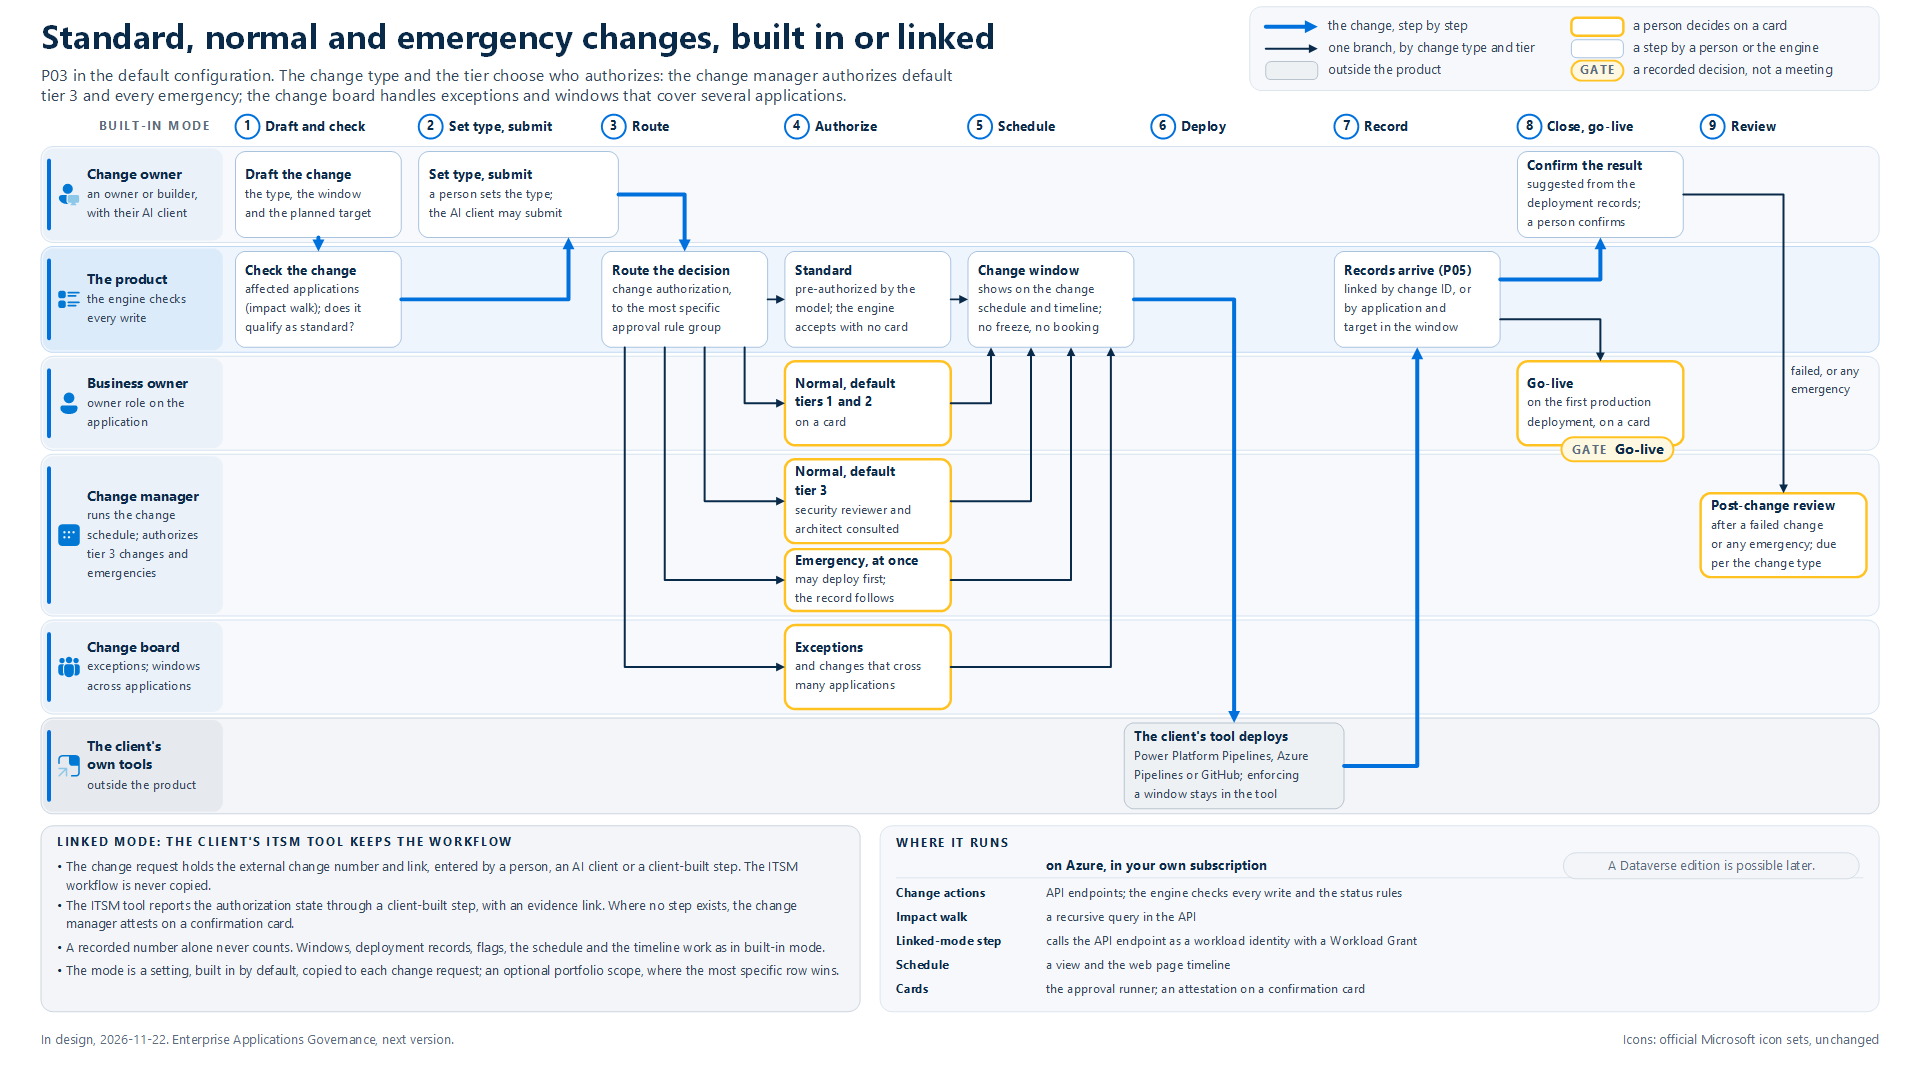 Standard, normal and emergency changes, built in or linked
P03 in the default configuration. The change type and the tier choose who authorizes: the change manager authorizes default
tier 3 and every emergency; the change board handles exceptions and windows that cover several applications.
the change, step by step
one branch, by change type and tier
outside the product
a person decides on a card
a step by a person or the engine
GATE a recorded decision, not a meeting
BUILT-IN MODE
1 Draft and check
2 Set type, submit
3 Route
4 Authorize
5 Schedule
6 Deploy
7 Record
8 Close, go-live
9 Review
Change owner
an owner or builder,
with their AI client
Draft the change
the type, the window
and the planned target
Set type, submit
a person sets the type;
the AI client may submit
Confirm the result
suggested from the
deployment records;
a person confirms
The product
the engine checks
every write
Check the change
affected applications
(impact walk); does it
qualify as standard?
Route the decision
change authorization,
to the most specific
approval rule group
Standard
pre-authorized by the
model; the engine
accepts with no card
Change window
shows on the change
schedule and timeline;
no freeze, no booking
Records arrive (P05)
linked by change ID, or
by application and
target in the window
Business owner
owner role on the
application
Normal, default
tiers 1 and 2
on a card
Go-live
on the first production
deployment, on a card
GATE Go-live
failed, or any
emergency
Change manager
runs the change
schedule; authorizes
tier 3 changes and
emergencies
Normal, default
tier 3
security reviewer and
architect consulted
Emergency, at once
may deploy first;
the record follows
Post-change review
after a failed change
or any emergency; due
per the change type
Change board
exceptions; windows
across applications
Exceptions
and changes that cross
many applications
The client's
own tools
outside the product
The client's tool deploys
Power Platform Pipelines, Azure
Pipelines or GitHub; enforcing
a window stays in the tool
LINKED MODE: THE CLIENT'S ITSM TOOL KEEPS THE WORKFLOW
• The change request holds the external change number and link, entered by a person, an AI client or a client-built step. The ITSM
workflow is never copied.
• The ITSM tool reports the authorization state through a client-built step, with an evidence link. Where no step exists, the change
manager attests on a confirmation card.
• A recorded number alone never counts. Windows, deployment records, flags, the schedule and the timeline work as in built-in mode.
• The mode is a setting, built in by default, copied to each change request; an optional portfolio scope, where the most specific row wins.
WHERE IT RUNS
on Azure, in your own subscription
A Dataverse edition is possible later.
Change actions API endpoints; the engine checks every write and the status rules
Impact walk a recursive query in the API
Linked-mode step calls the API endpoint as a workload identity with a Workload Grant
Schedule a view and the web page timeline
Cards the approval runner; an attestation on a confirmation card
In design, 2026-11-22. Enterprise Applications Governance, next version.
Icons: official Microsoft icon sets, unchanged